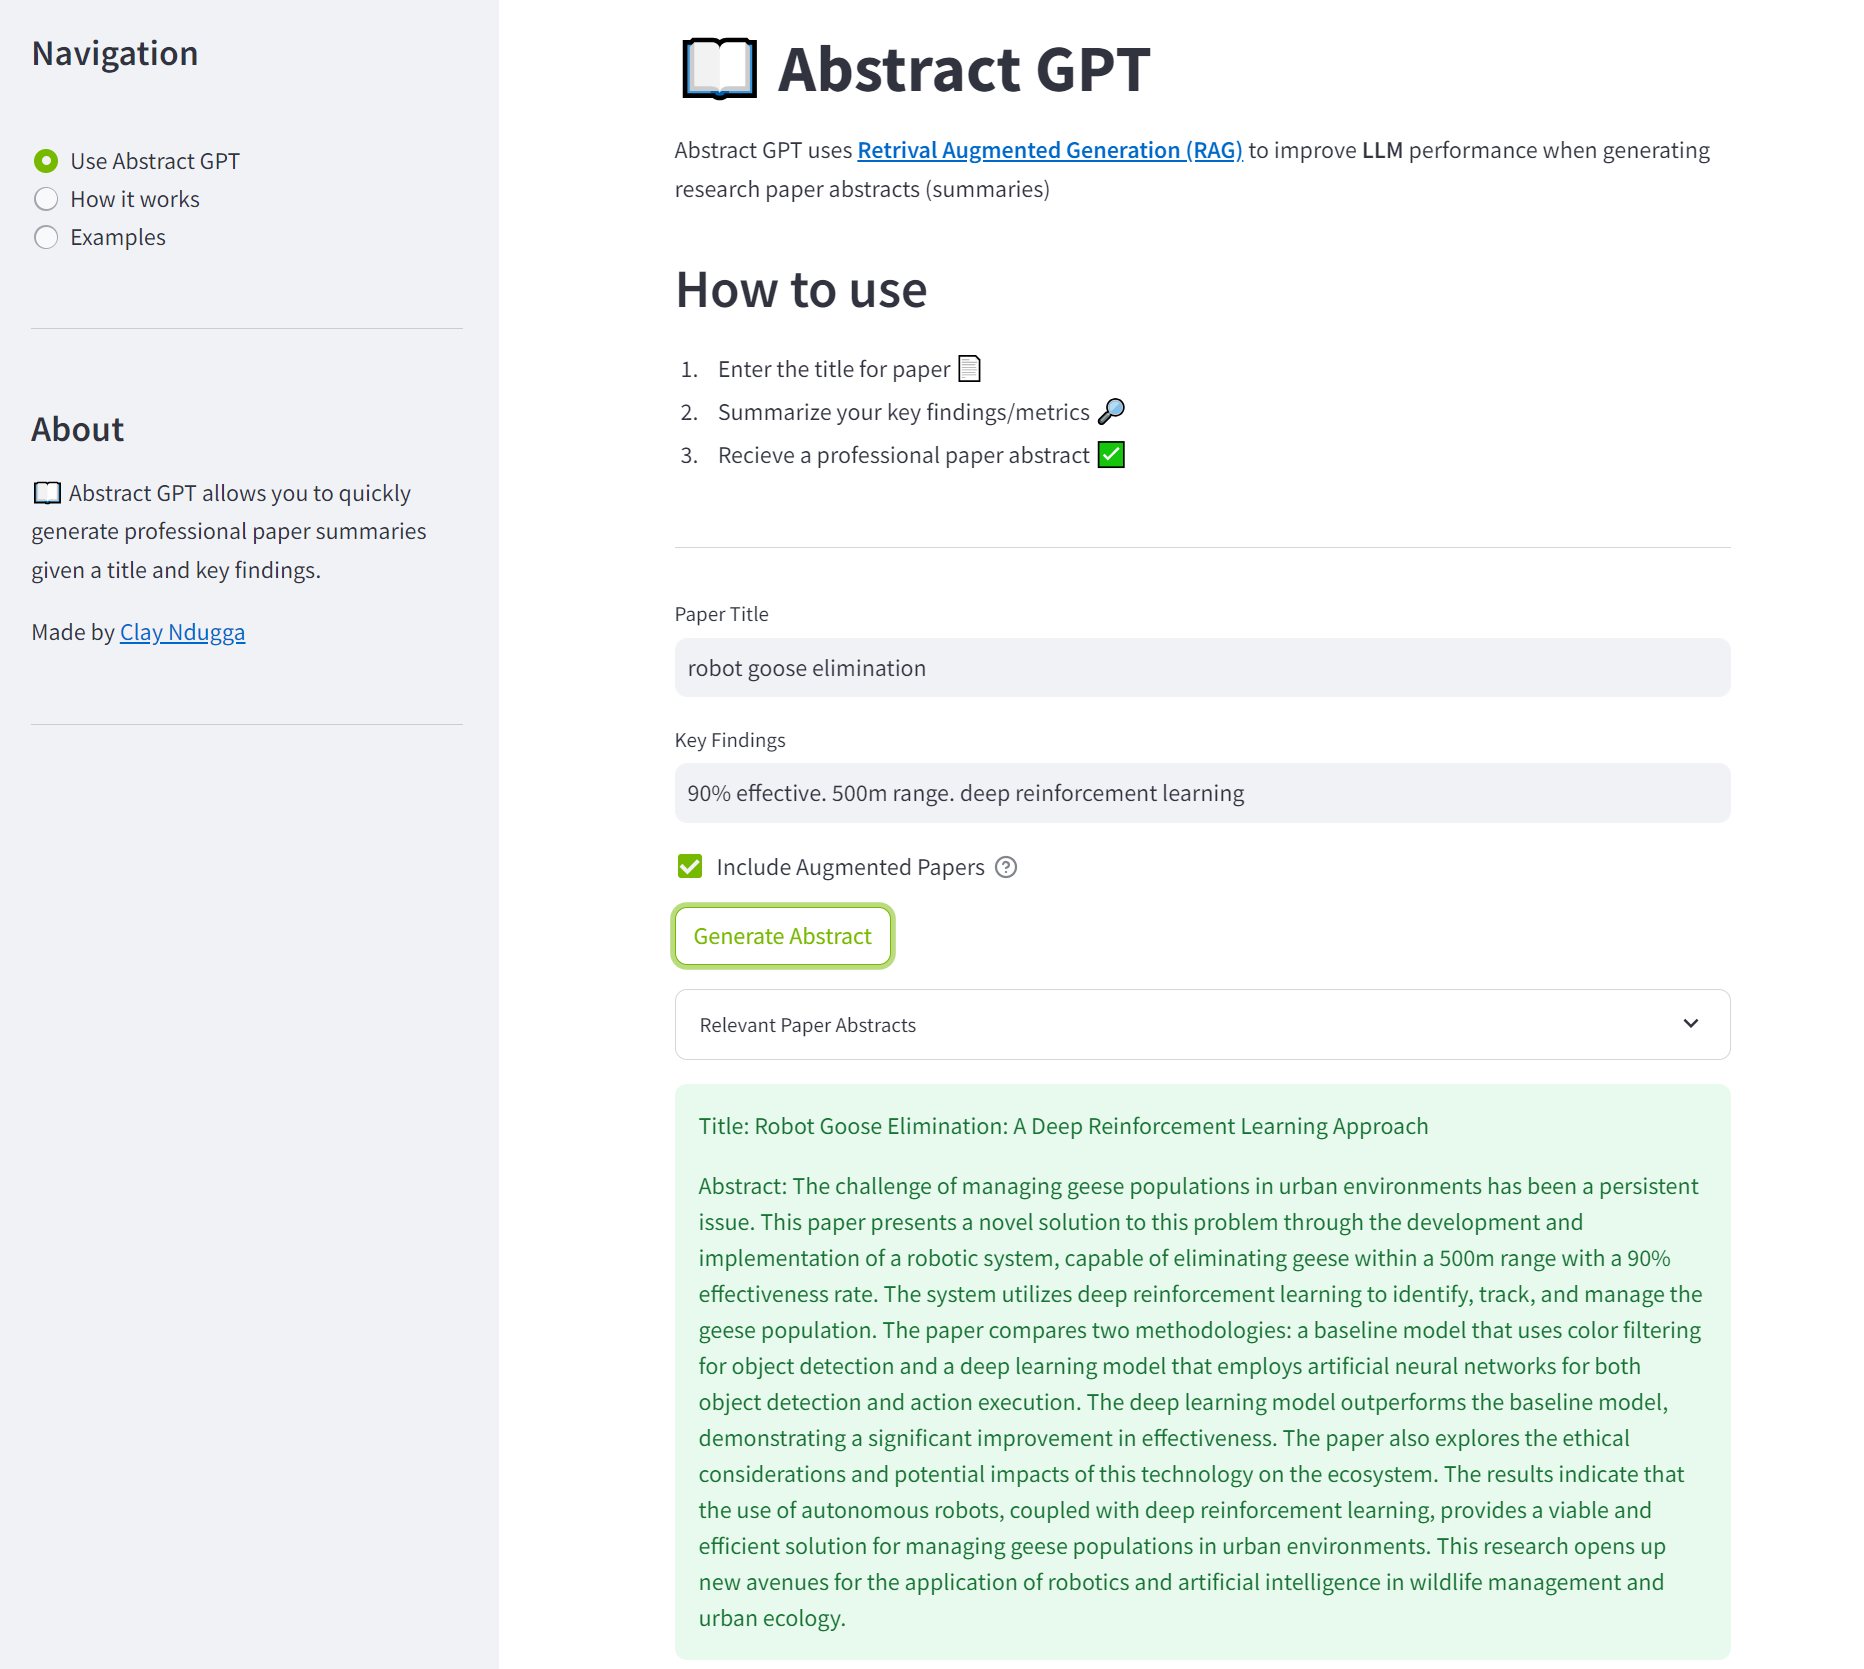 Navigation
Use Abstract GPT
How it works
Examples
About
📖 Abstract GPT allows you to quickly
generate professional paper summaries
given a title and key findings.
Made by Clay Ndugga
📖 Abstract GPT
Abstract GPT uses Retrival Augmented Generation (RAG) to improve LLM performance when generating
research paper abstracts (summaries)
How to use
1. Enter the title for paper 📄
2. Summarize your key findings/metrics 🔎
3. Recieve a professional paper abstract ✅
Paper Title
robot goose elimination
Key Findings
90% effective. 500m range. deep reinforcement learning
Include Augmented Papers
Generate Abstract
Relevant Paper Abstracts
Title: Robot Goose Elimination: A Deep Reinforcement Learning Approach
Abstract: The challenge of managing geese populations in urban environments has been a persistent
issue. This paper presents a novel solution to this problem through the development and
implementation of a robotic system, capable of eliminating geese within a 500m range with a 90%
effectiveness rate. The system utilizes deep reinforcement learning to identify, track, and manage the
geese population. The paper compares two methodologies: a baseline model that uses color filtering
for object detection and a deep learning model that employs artificial neural networks for both
object detection and action execution. The deep learning model outperforms the baseline model,
demonstrating a significant improvement in effectiveness. The paper also explores the ethical
considerations and potential impacts of this technology on the ecosystem. The results indicate that
the use of autonomous robots, coupled with deep reinforcement learning, provides a viable and
efficient solution for managing geese populations in urban environments. This research opens up
new avenues for the application of robotics and artificial intelligence in wildlife management and
urban ecology.